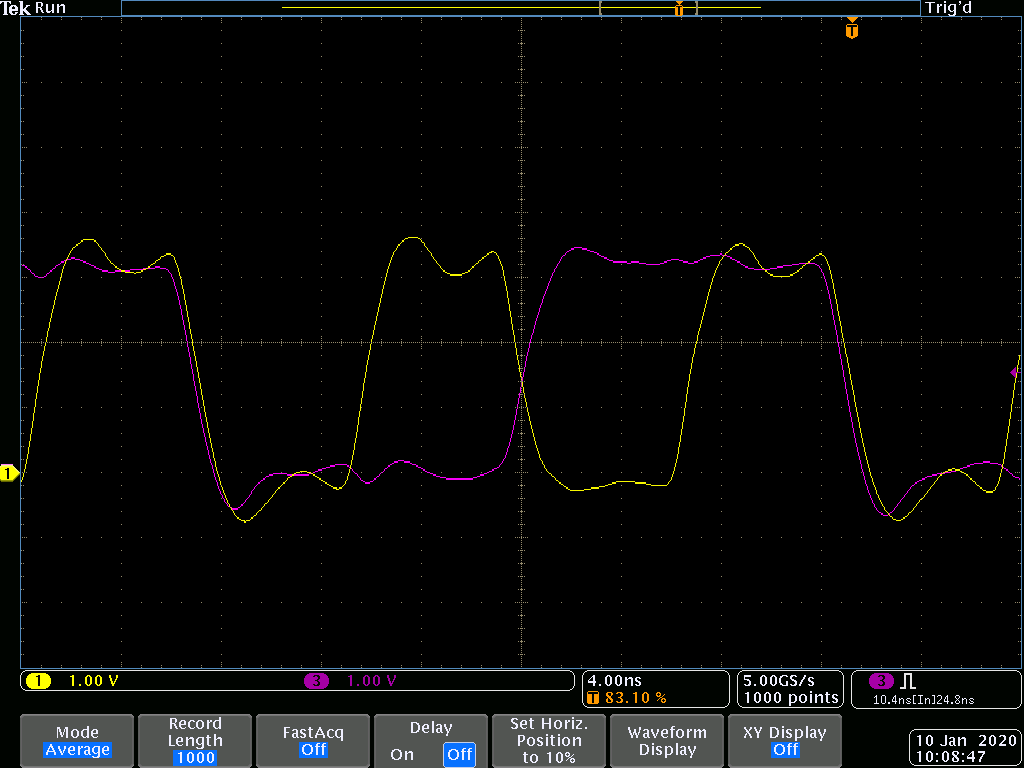 Tek Run Trig'd
T
T
1
1 1.00 V 3 1.00 V
4.00ns
T 83.10 %
5.00GS/s
1000 points
3
10.4ns[In]24.8ns
Mode
Average
Record
Length
1000
FastAcq
Off
Delay
On Off
Set Horiz.
Position
to 10%
Waveform
Display
XY Display
Off
10 Jan 2020
10:08:47